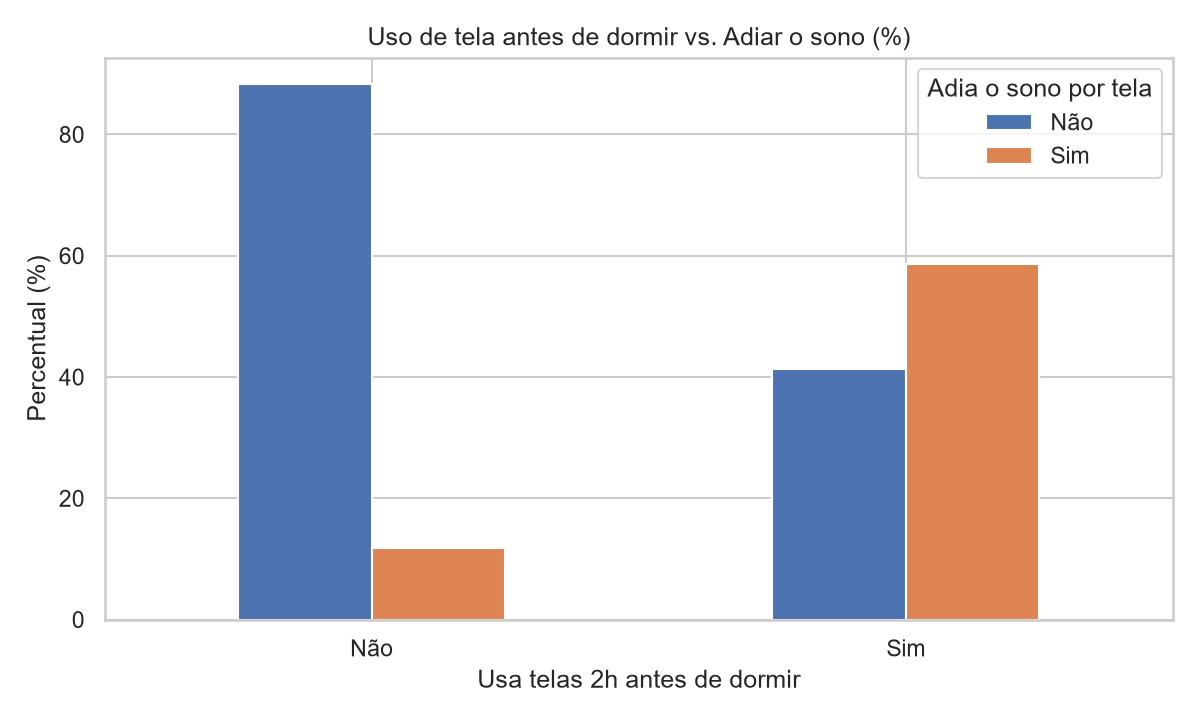 Uso de tela antes de dormir vs. Adiar o sono (%)
Adia o sono por tela
Não
Sim
Percentual (%)
80
60
40
20
0
Não
Sim
Usa telas 2h antes de dormir